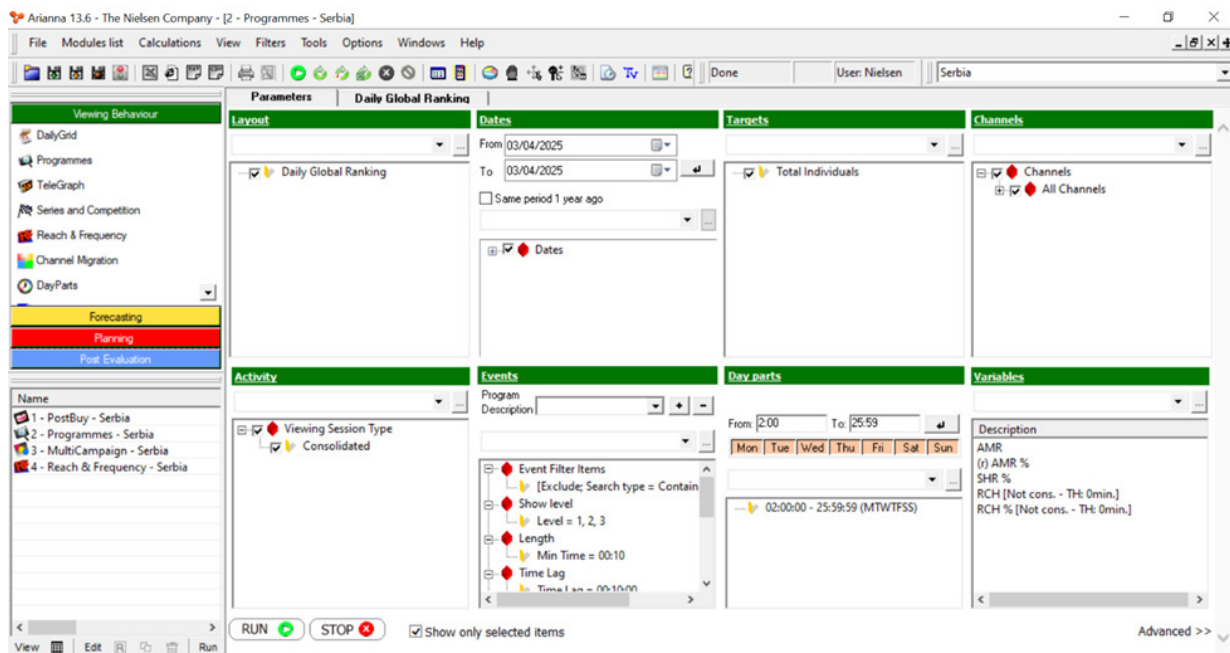 Arianna 13.6 - The Nielsen Company - [2 - Programmes - Serbia]
File Modules list Calculations View Filters Tools Options Windows Help
Done User: Nielsen Serbia
Parameters Daily Global Ranking
Viewing Behaviour
DailyGrid
Programmes
TeleGraph
Series and Competition
Reach & Frequency
Channel Migration
DayParts
Forecasting
Planning
Post Evaluation
Name
1 - PostBuy - Serbia
2 - Programmes - Serbia
3 - MultiCampaign - Serbia
4 - Reach & Frequency - Serbia
View Edit Run
Layout
Daily Global Ranking
Dates
From 03/04/2025
To 03/04/2025
Same period 1 year ago
Dates
Targets
Total Individuals
Channels
Channels
All Channels
Activity
Viewing Session Type
Consolidated
Events
Program
Description
Event Filter Items
[Exclude; Search type = Contain
Show level
Level = 1, 2, 3
Length
Min Time = 00:10
Time Lag
Time Lag = 00:10:00
Day parts
From: 2:00 To: 25:59
Mon Tue Wed Thu Fri Sat Sun
02:00:00 - 25:59:59 (MTWTFSS)
Variables
Description
AMR
(r) AMR %
SHR %
RCH [Not cons. - TH: 0min.]
RCH % [Not cons. - TH: 0min.]
RUN STOP Show only selected items
Advanced >>